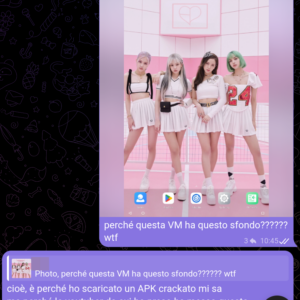 24
perché questa VM ha questo sfondo??????
wtf
3 10:45
Photo, perché questa VM ha questo sfondo?????? wtf
cioè, è perché ho scaricato un APK crackato mi sa